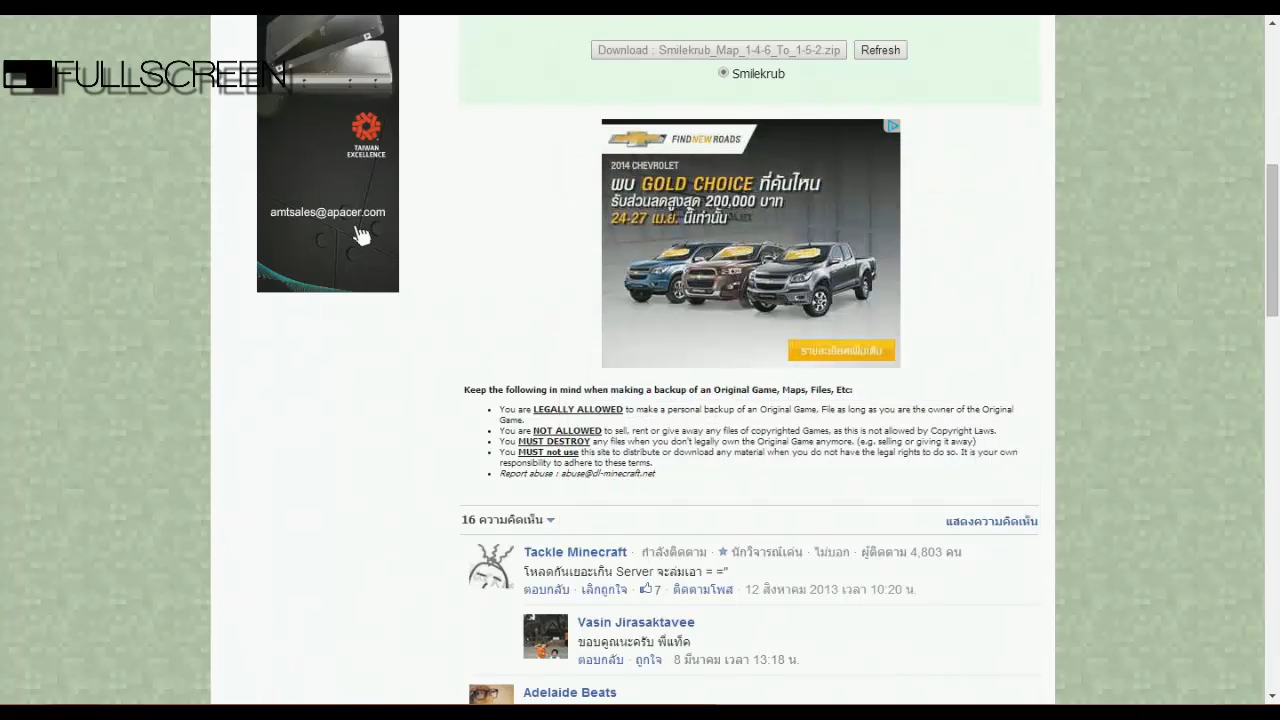 FULLSCREEN
Download : Smilekrub_Map_1-4-6_To_1-5-2.zip
Refresh
Smilekrub
TAIWAN
EXCELLENCE
amtsales@apacer.com
FIND NEW ROADS
2014 CHEVROLET
พบ GOLD CHOICE ที่คันไหน
รับส่วนลดสูงสุด 200,000 บาท
24-27 เม.ย. นี้เท่านั้น
รายละเอียดเพิ่มเติม
Keep the following in mind when making a backup of an Original Game, Maps, Files, Etc:
You are LEGALLY ALLOWED to make a personal backup of an Original Game, File as long as you are the owner of the Original
Game.
You are NOT ALLOWED to sell, rent or give away any files of copyrighted Games, as this is not allowed by Copyright Laws.
You MUST DESTROY any files when you don't legally own the Original Game anymore. (e.g. selling or giving it away)
You MUST not use this site to distribute or download any material when you do not have the legal rights to do so. It is your own
responsibility to adhere to these terms.
Report abuse : abuse@dl-minecraft.net
16 ความคิดเห็น
แสดงความคิดเห็น
Tackle Minecraft · กำลังติดตาม · นักวิจารณ์เด่น · ไม่บอก · ผู้ติดตาม 4,803 คน
โหลดกันเยอะเกิ้น Server จะล่มเอา = ="
ตอบกลับ · เลิกถูกใจ · 7 · ติดตามโพส · 12 สิงหาคม 2013 เวลา 10:20 น.
Vasin Jirasaktavee
ขอบคูณนะครับ พี่แท็ค
ตอบกลับ · ถูกใจ · 8 มีนาคม เวลา 13:18 น.
Adelaide Beats